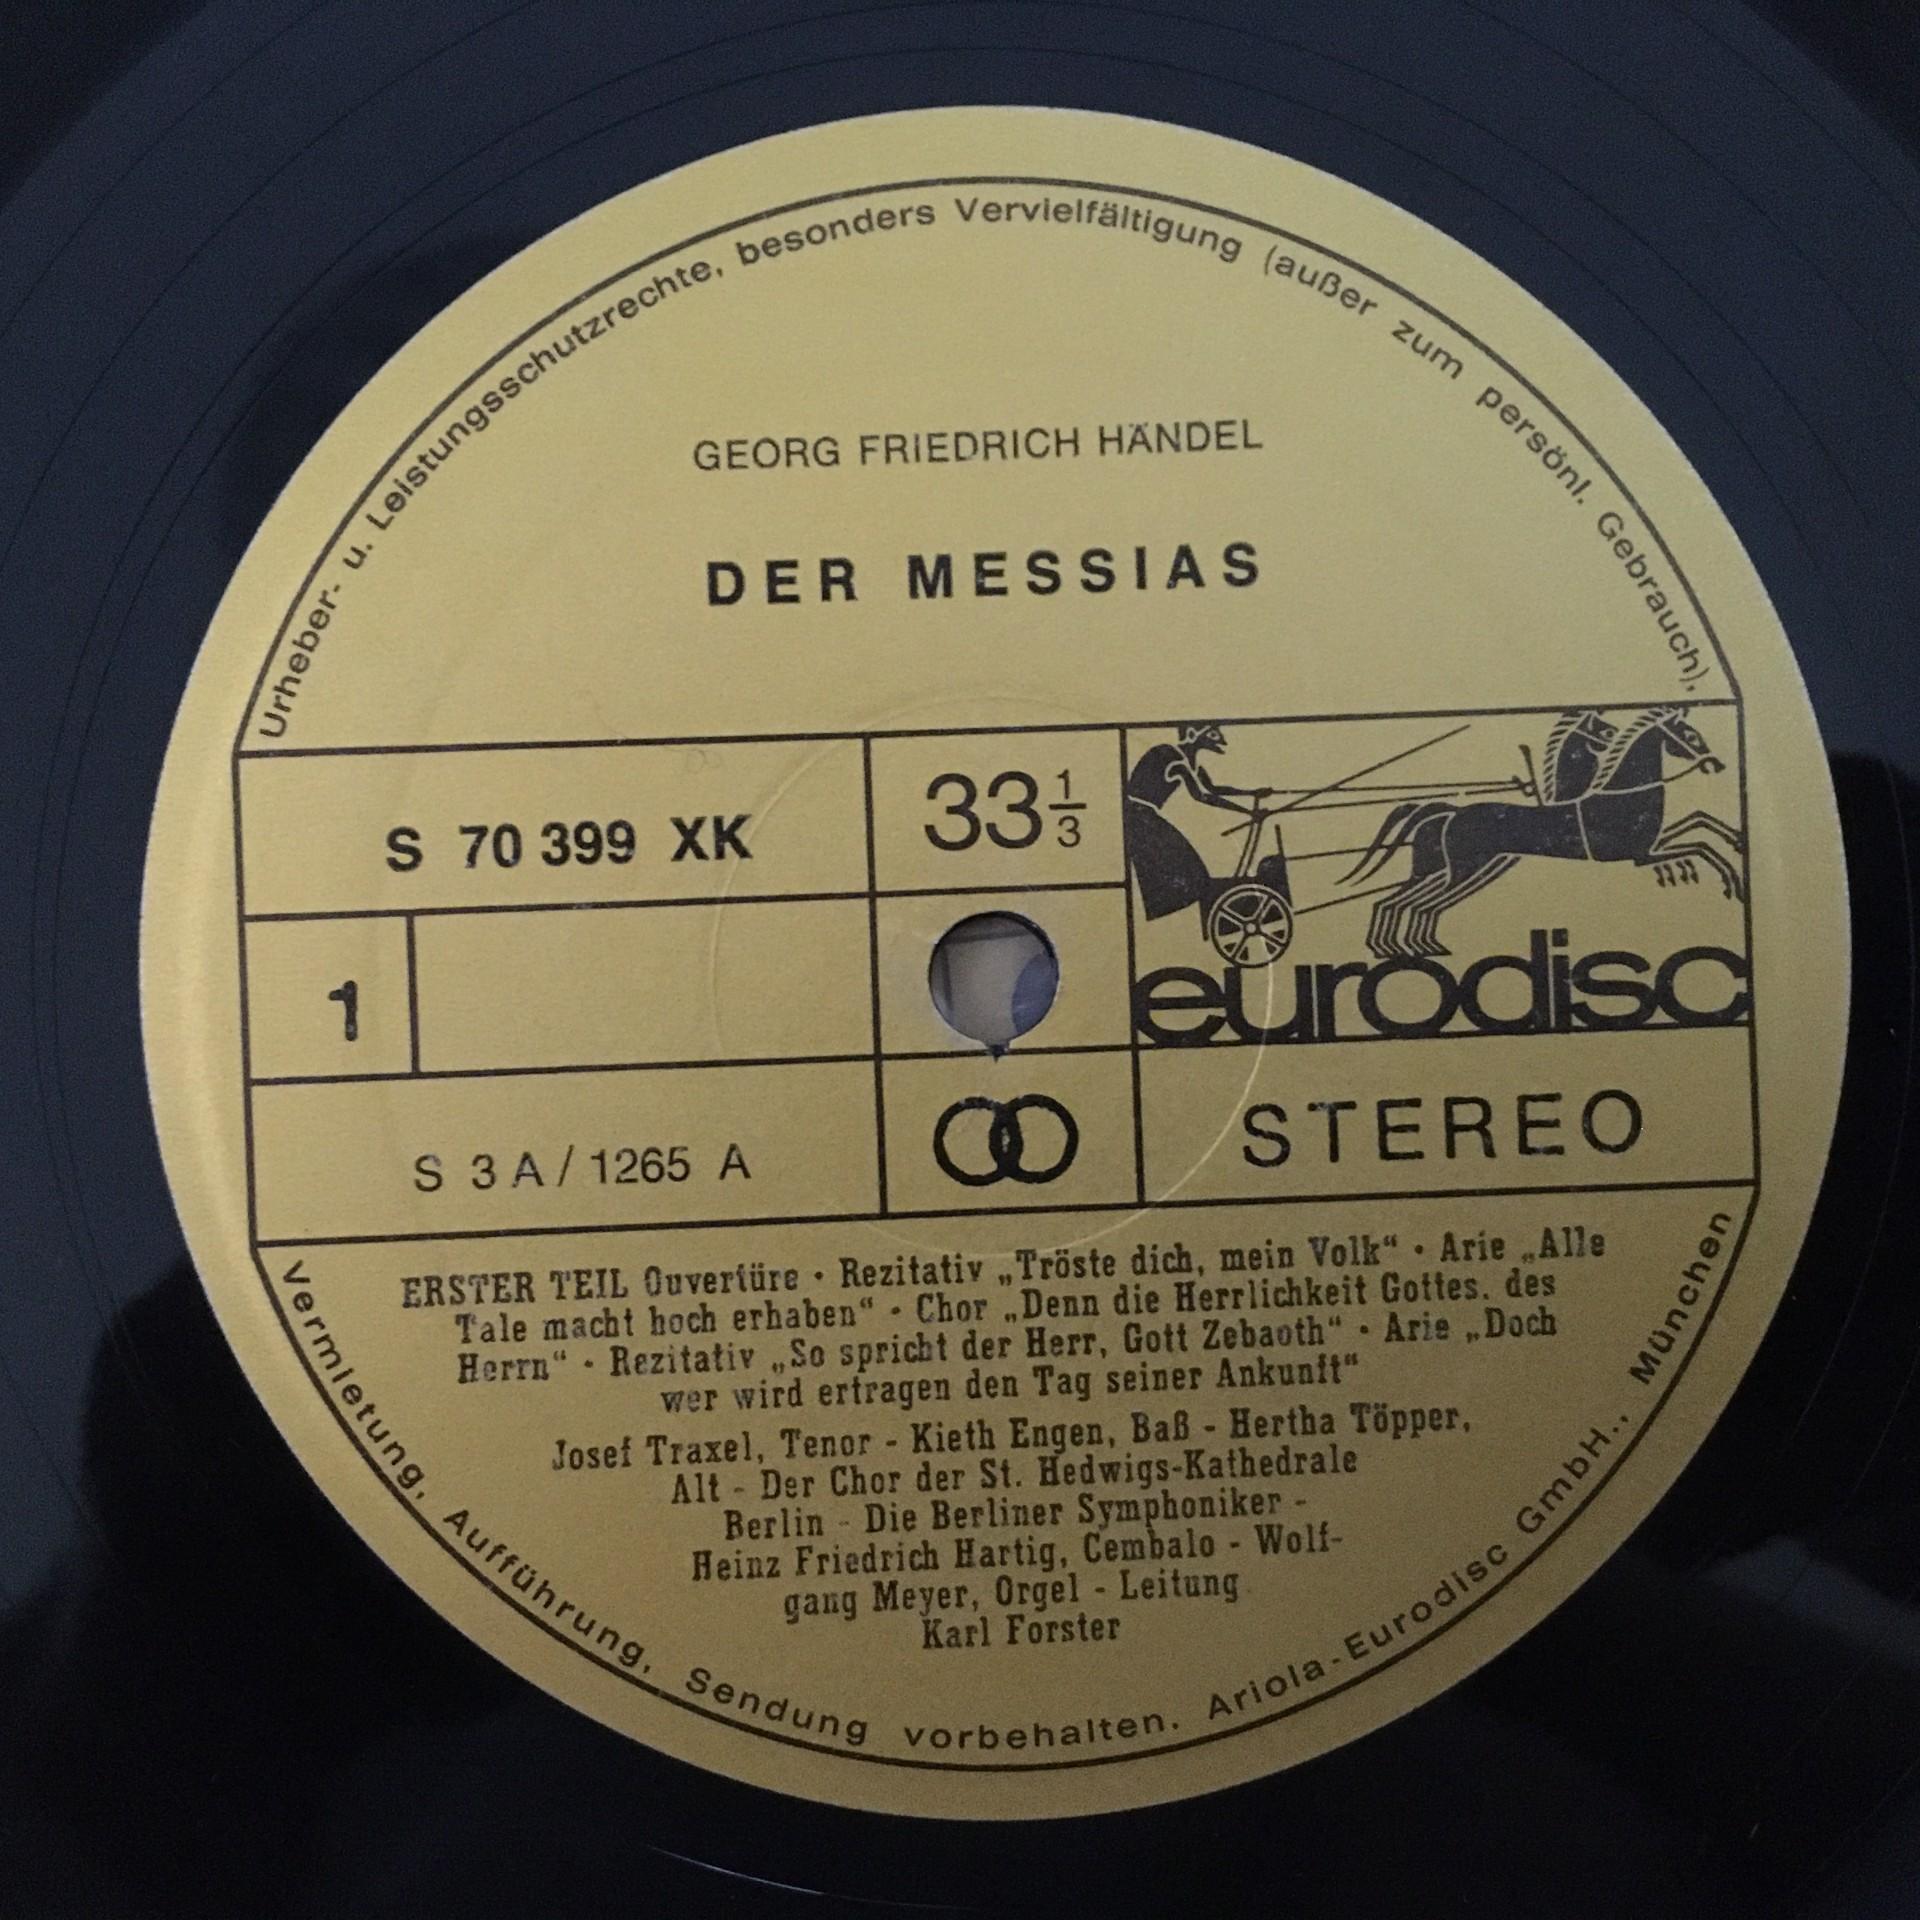 Urheber- u. Leistungsschutzrechte, besonders Vervielfältigung (außer zum persönl. Gebrauch),
GEORG FRIEDRICH HÄNDEL
DER MESSIAS
S 70 399 XK
33 1/3
eurodisc
1
S 3 A / 1265 A
STEREO
ERSTER TEIL Ouvertüre · Rezitativ „Tröste dich, mein Volk“ · Arie „Alle
Tale macht hoch erhaben“ · Chor „Denn die Herrlichkeit Gottes. des
Herrn“ · Rezitativ „So spricht der Herr, Gott Zebaoth“ · Arie „Doch
wer wird ertragen den Tag seiner Ankunft“
Josef Traxel, Tenor - Kieth Engen, Baß - Hertha Töpper,
Alt - Der Chor der St. Hedwigs-Kathedrale
Berlin - Die Berliner Symphoniker -
Heinz Friedrich Hartig, Cembalo - Wolf-
gang Meyer, Orgel - Leitung
Karl Forster
Vermietung, Aufführung, Sendung vorbehalten. Ariola-Eurodisc GmbH., München